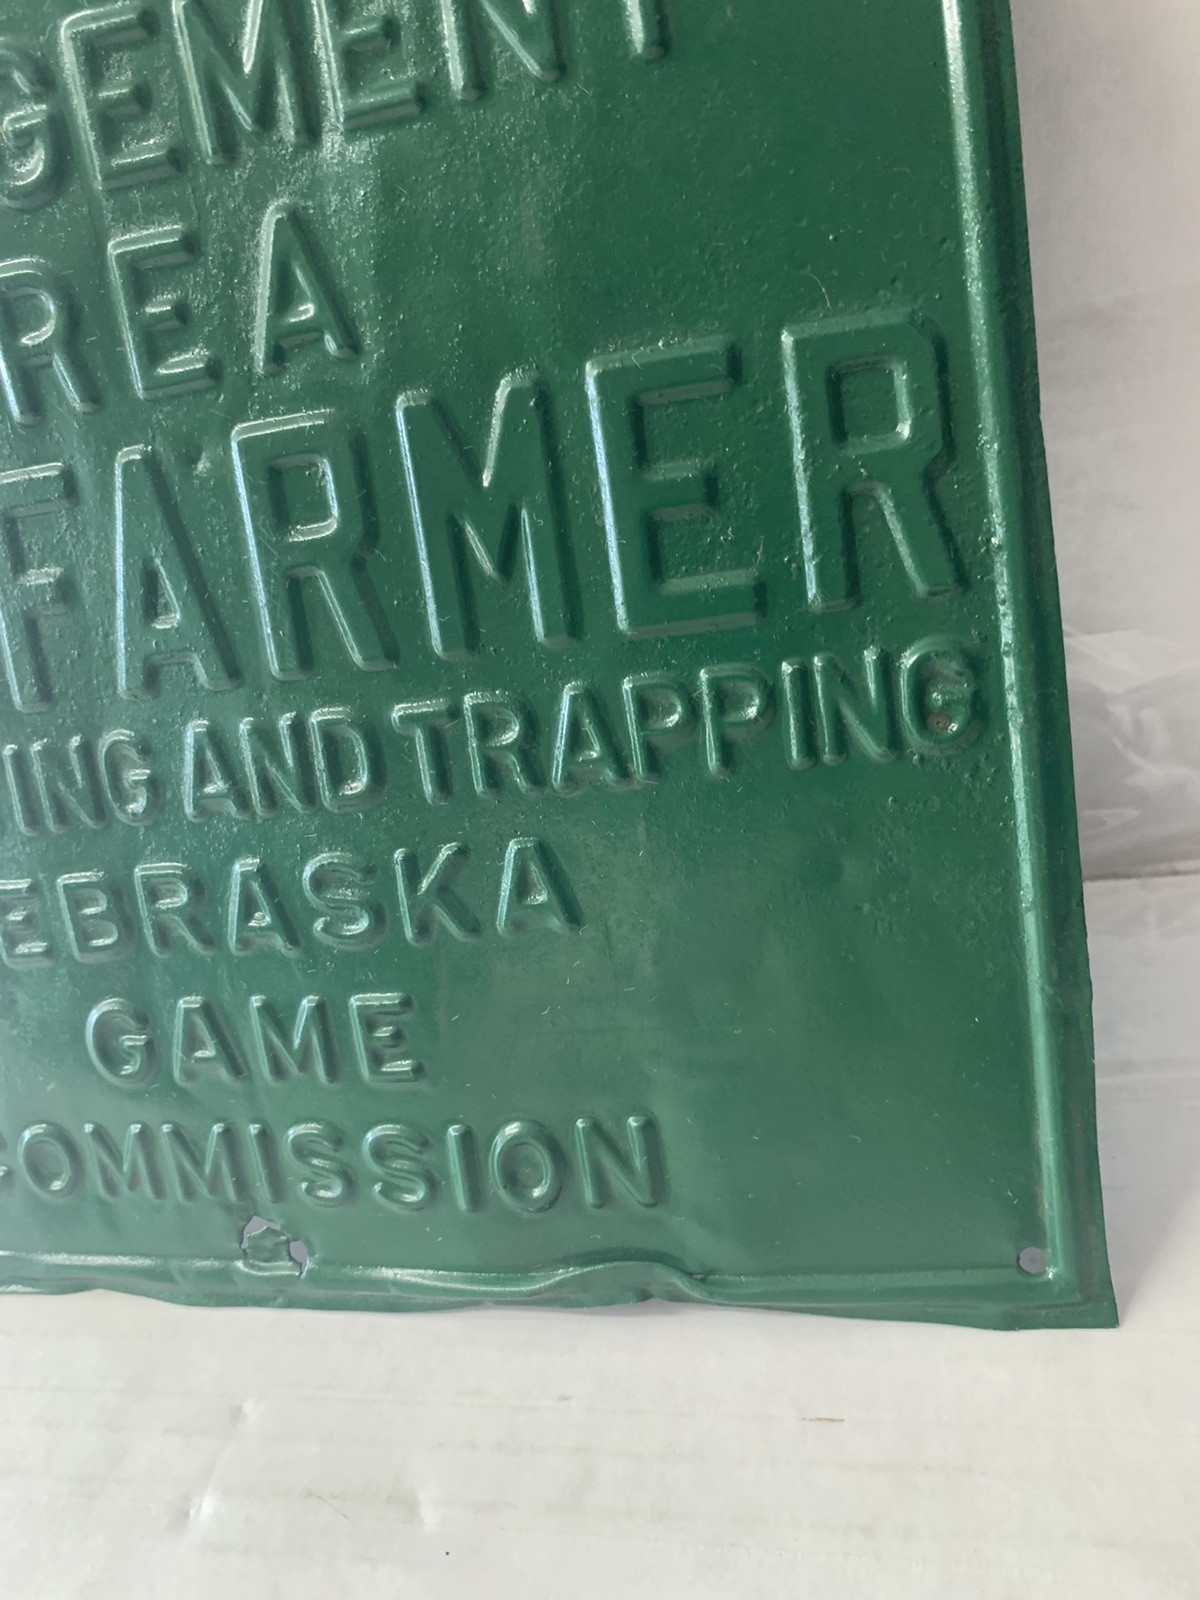 GEMENT
REA
FARMER
ING AND TRAPPING
EBRASKA
GAME
COMMISSION